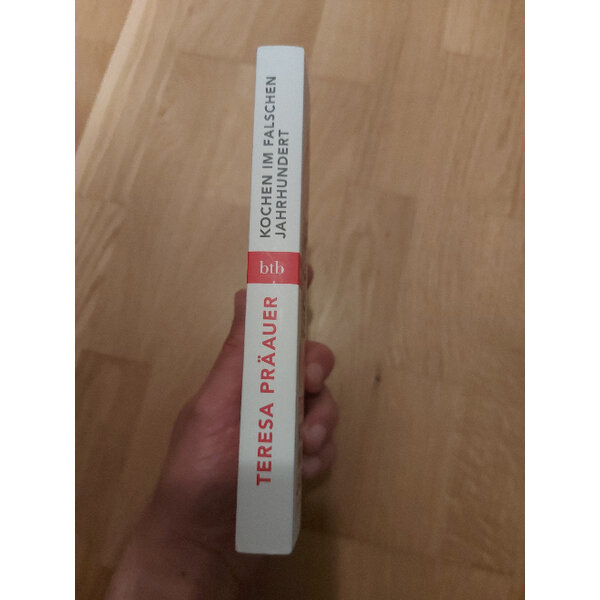 TERESA PRÄAUER
btb
KOCHEN IM FALSCHEN
JAHRHUNDERT